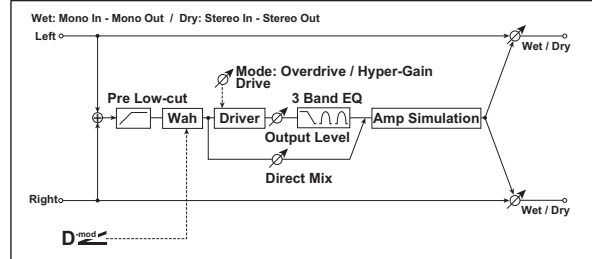 Wet: Mono In - Mono Out / Dry: Stereo In - Stereo Out
Left
Wet / Dry
Mode: Overdrive / Hyper-Gain
Drive
Pre Low-cut
3 Band EQ
Wah
Driver
Amp Simulation
Output Level
Direct Mix
Right
Wet / Dry
D-mod